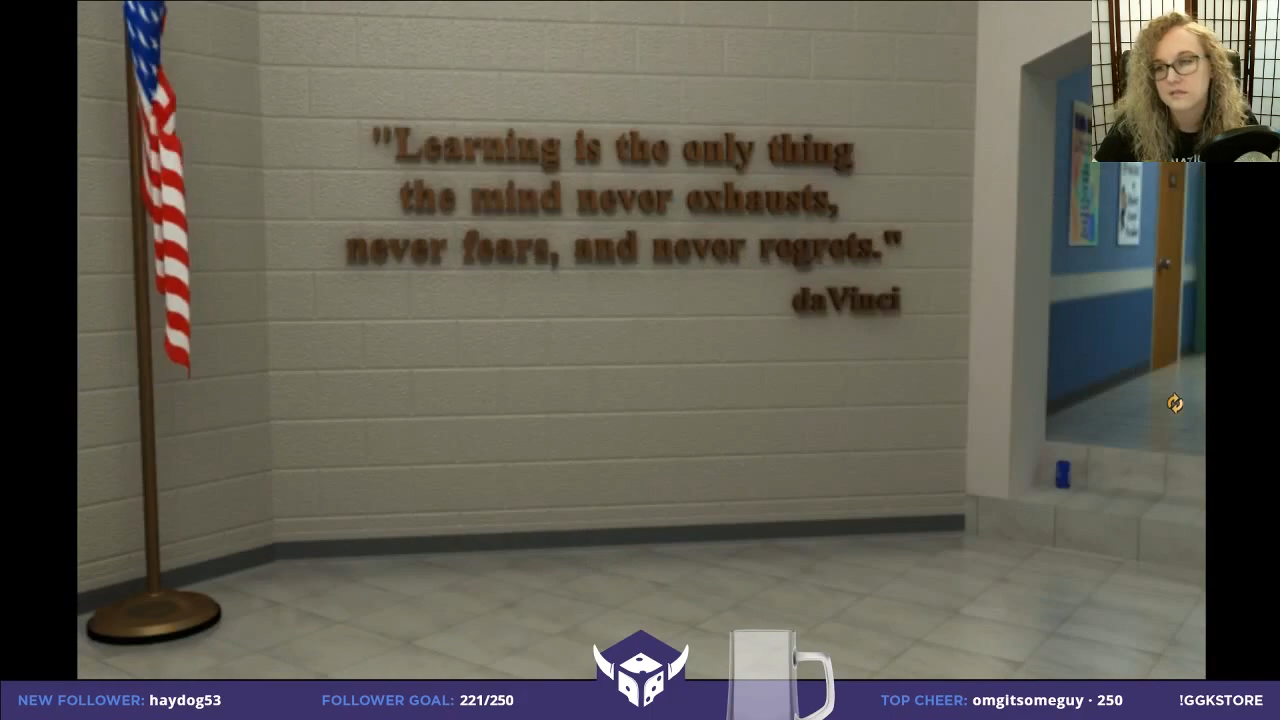 "Learning is the only thing
the mind never exhausts,
never fears, and never regrets."
daVinci
NEW FOLLOWER: haydog53
FOLLOWER GOAL: 221/250
TOP CHEER: omgitsomeguy · 250
!GGKSTORE